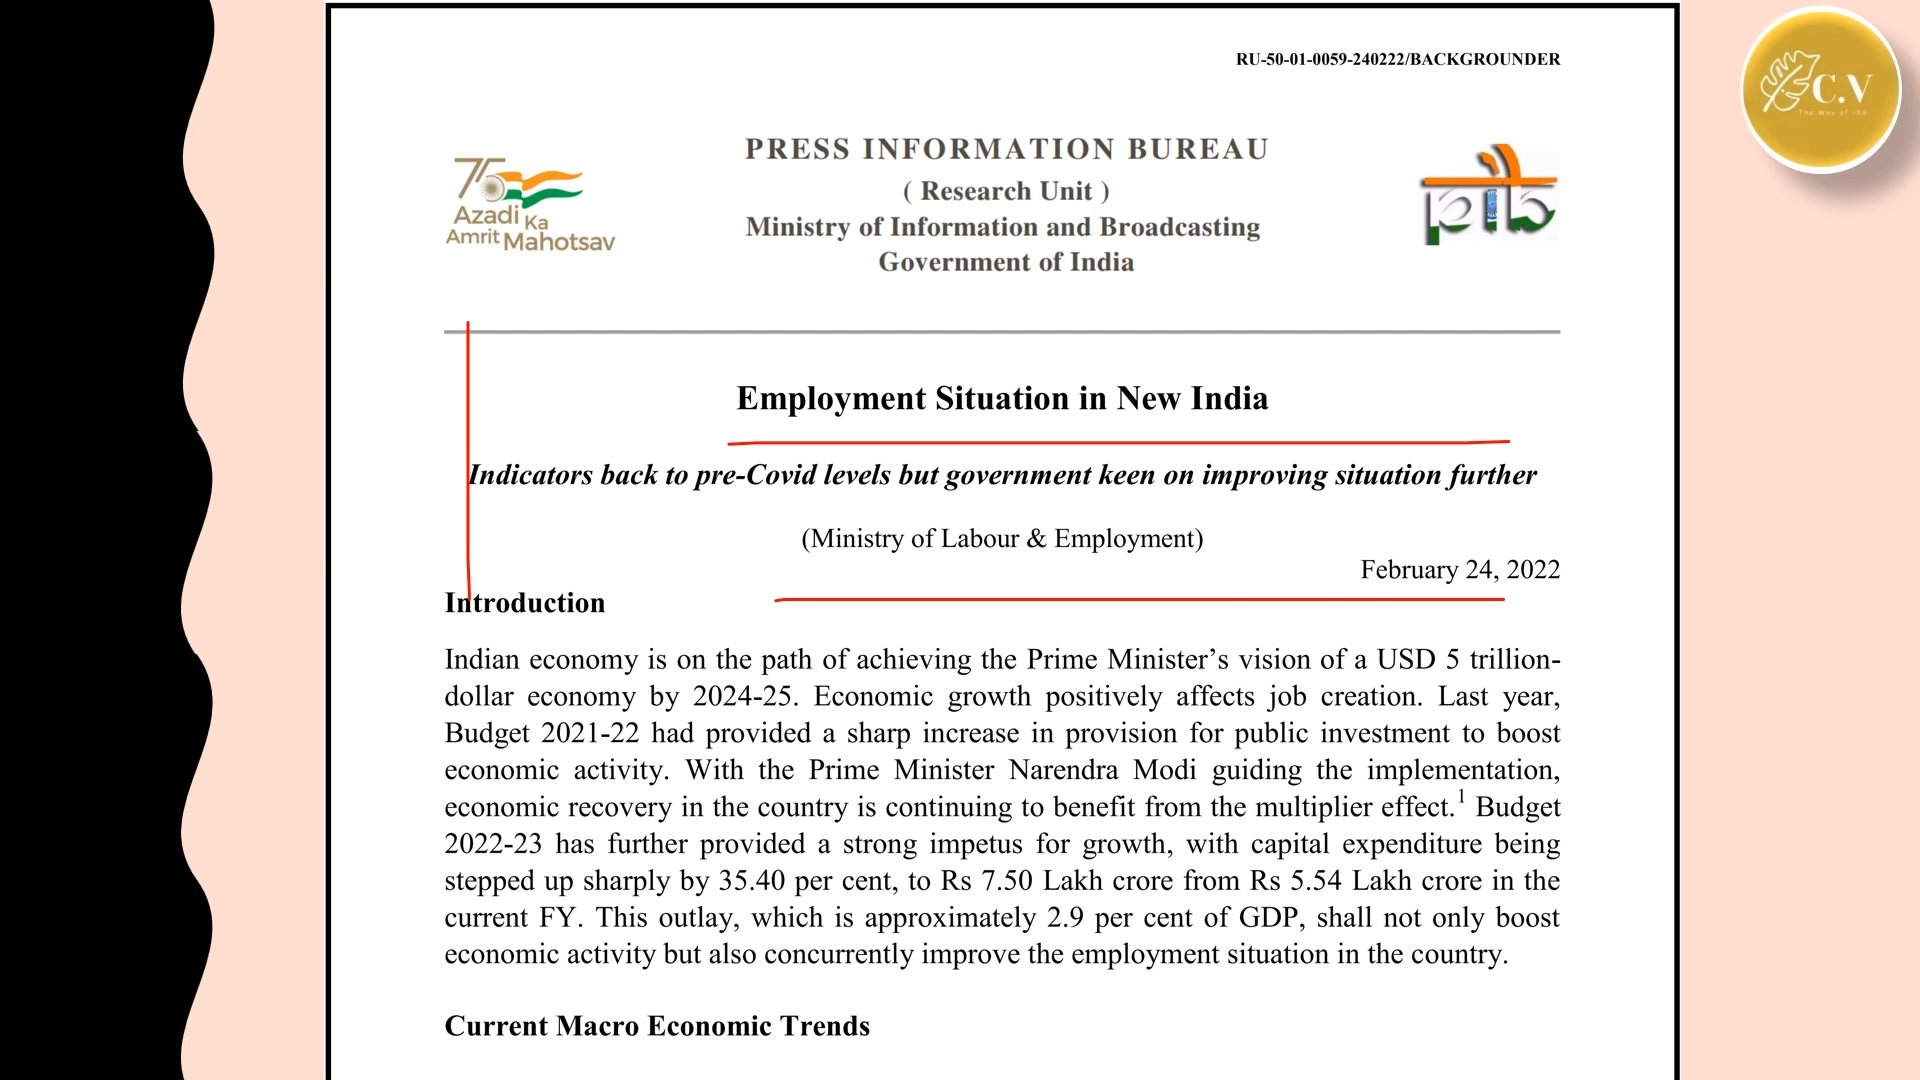 RU-50-01-0059-240222/BACKGROUNDER
C.V
The Way of IAS
PRESS INFORMATION BUREAU
( Research Unit )
Ministry of Information and Broadcasting
Government of India
75
Azadi Ka
Amrit Mahotsav
pib
Employment Situation in New India
Indicators back to pre-Covid levels but government keen on improving situation further
(Ministry of Labour & Employment)
February 24, 2022
Introduction
Indian economy is on the path of achieving the Prime Minister’s vision of a USD 5 trillion-
dollar economy by 2024-25. Economic growth positively affects job creation. Last year,
Budget 2021-22 had provided a sharp increase in provision for public investment to boost
economic activity. With the Prime Minister Narendra Modi guiding the implementation,
economic recovery in the country is continuing to benefit from the multiplier effect.1 Budget
2022-23 has further provided a strong impetus for growth, with capital expenditure being
stepped up sharply by 35.40 per cent, to Rs 7.50 Lakh crore from Rs 5.54 Lakh crore in the
current FY. This outlay, which is approximately 2.9 per cent of GDP, shall not only boost
economic activity but also concurrently improve the employment situation in the country.
Current Macro Economic Trends